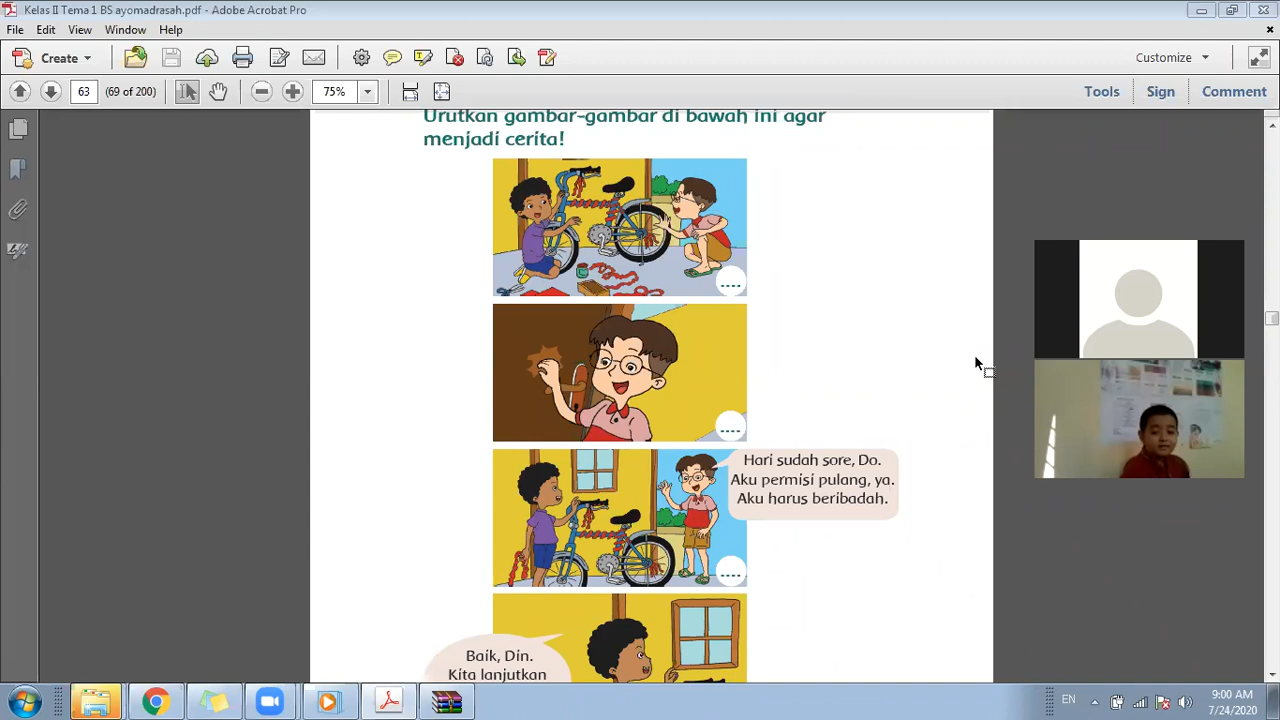 Kelas II Tema 1 BS ayomadrasah.pdf - Adobe Acrobat Pro
File Edit View Window Help
Create
Customize
63 (69 of 200) 75% Tools Sign Comment
Urutkan gambar-gambar di bawah ini agar
menjadi cerita!
....
....
Hari sudah sore, Do.
Aku permisi pulang, ya.
Aku harus beribadah.
....
Baik, Din.
Kita lanjutkan
EN
9:00 AM
7/24/2020